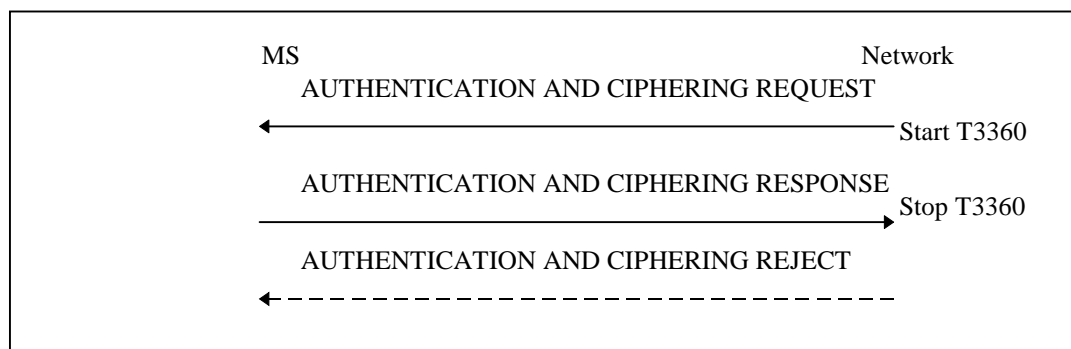 MS Network
AUTHENTICATION AND CIPHERING REQUEST
Start T3360
AUTHENTICATION AND CIPHERING RESPONSE
Stop T3360
AUTHENTICATION AND CIPHERING REJECT